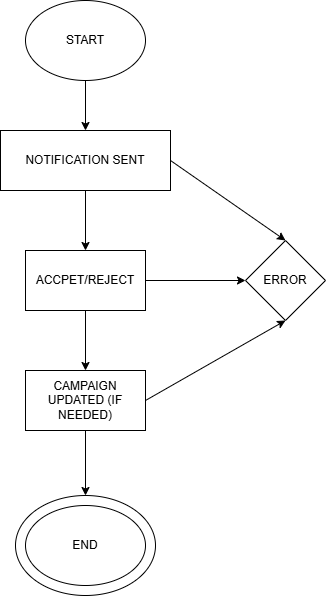 START
NOTIFICATION SENT
ACCPET/REJECT
ERROR
CAMPAIGN
UPDATED (IF
NEEDED)
END